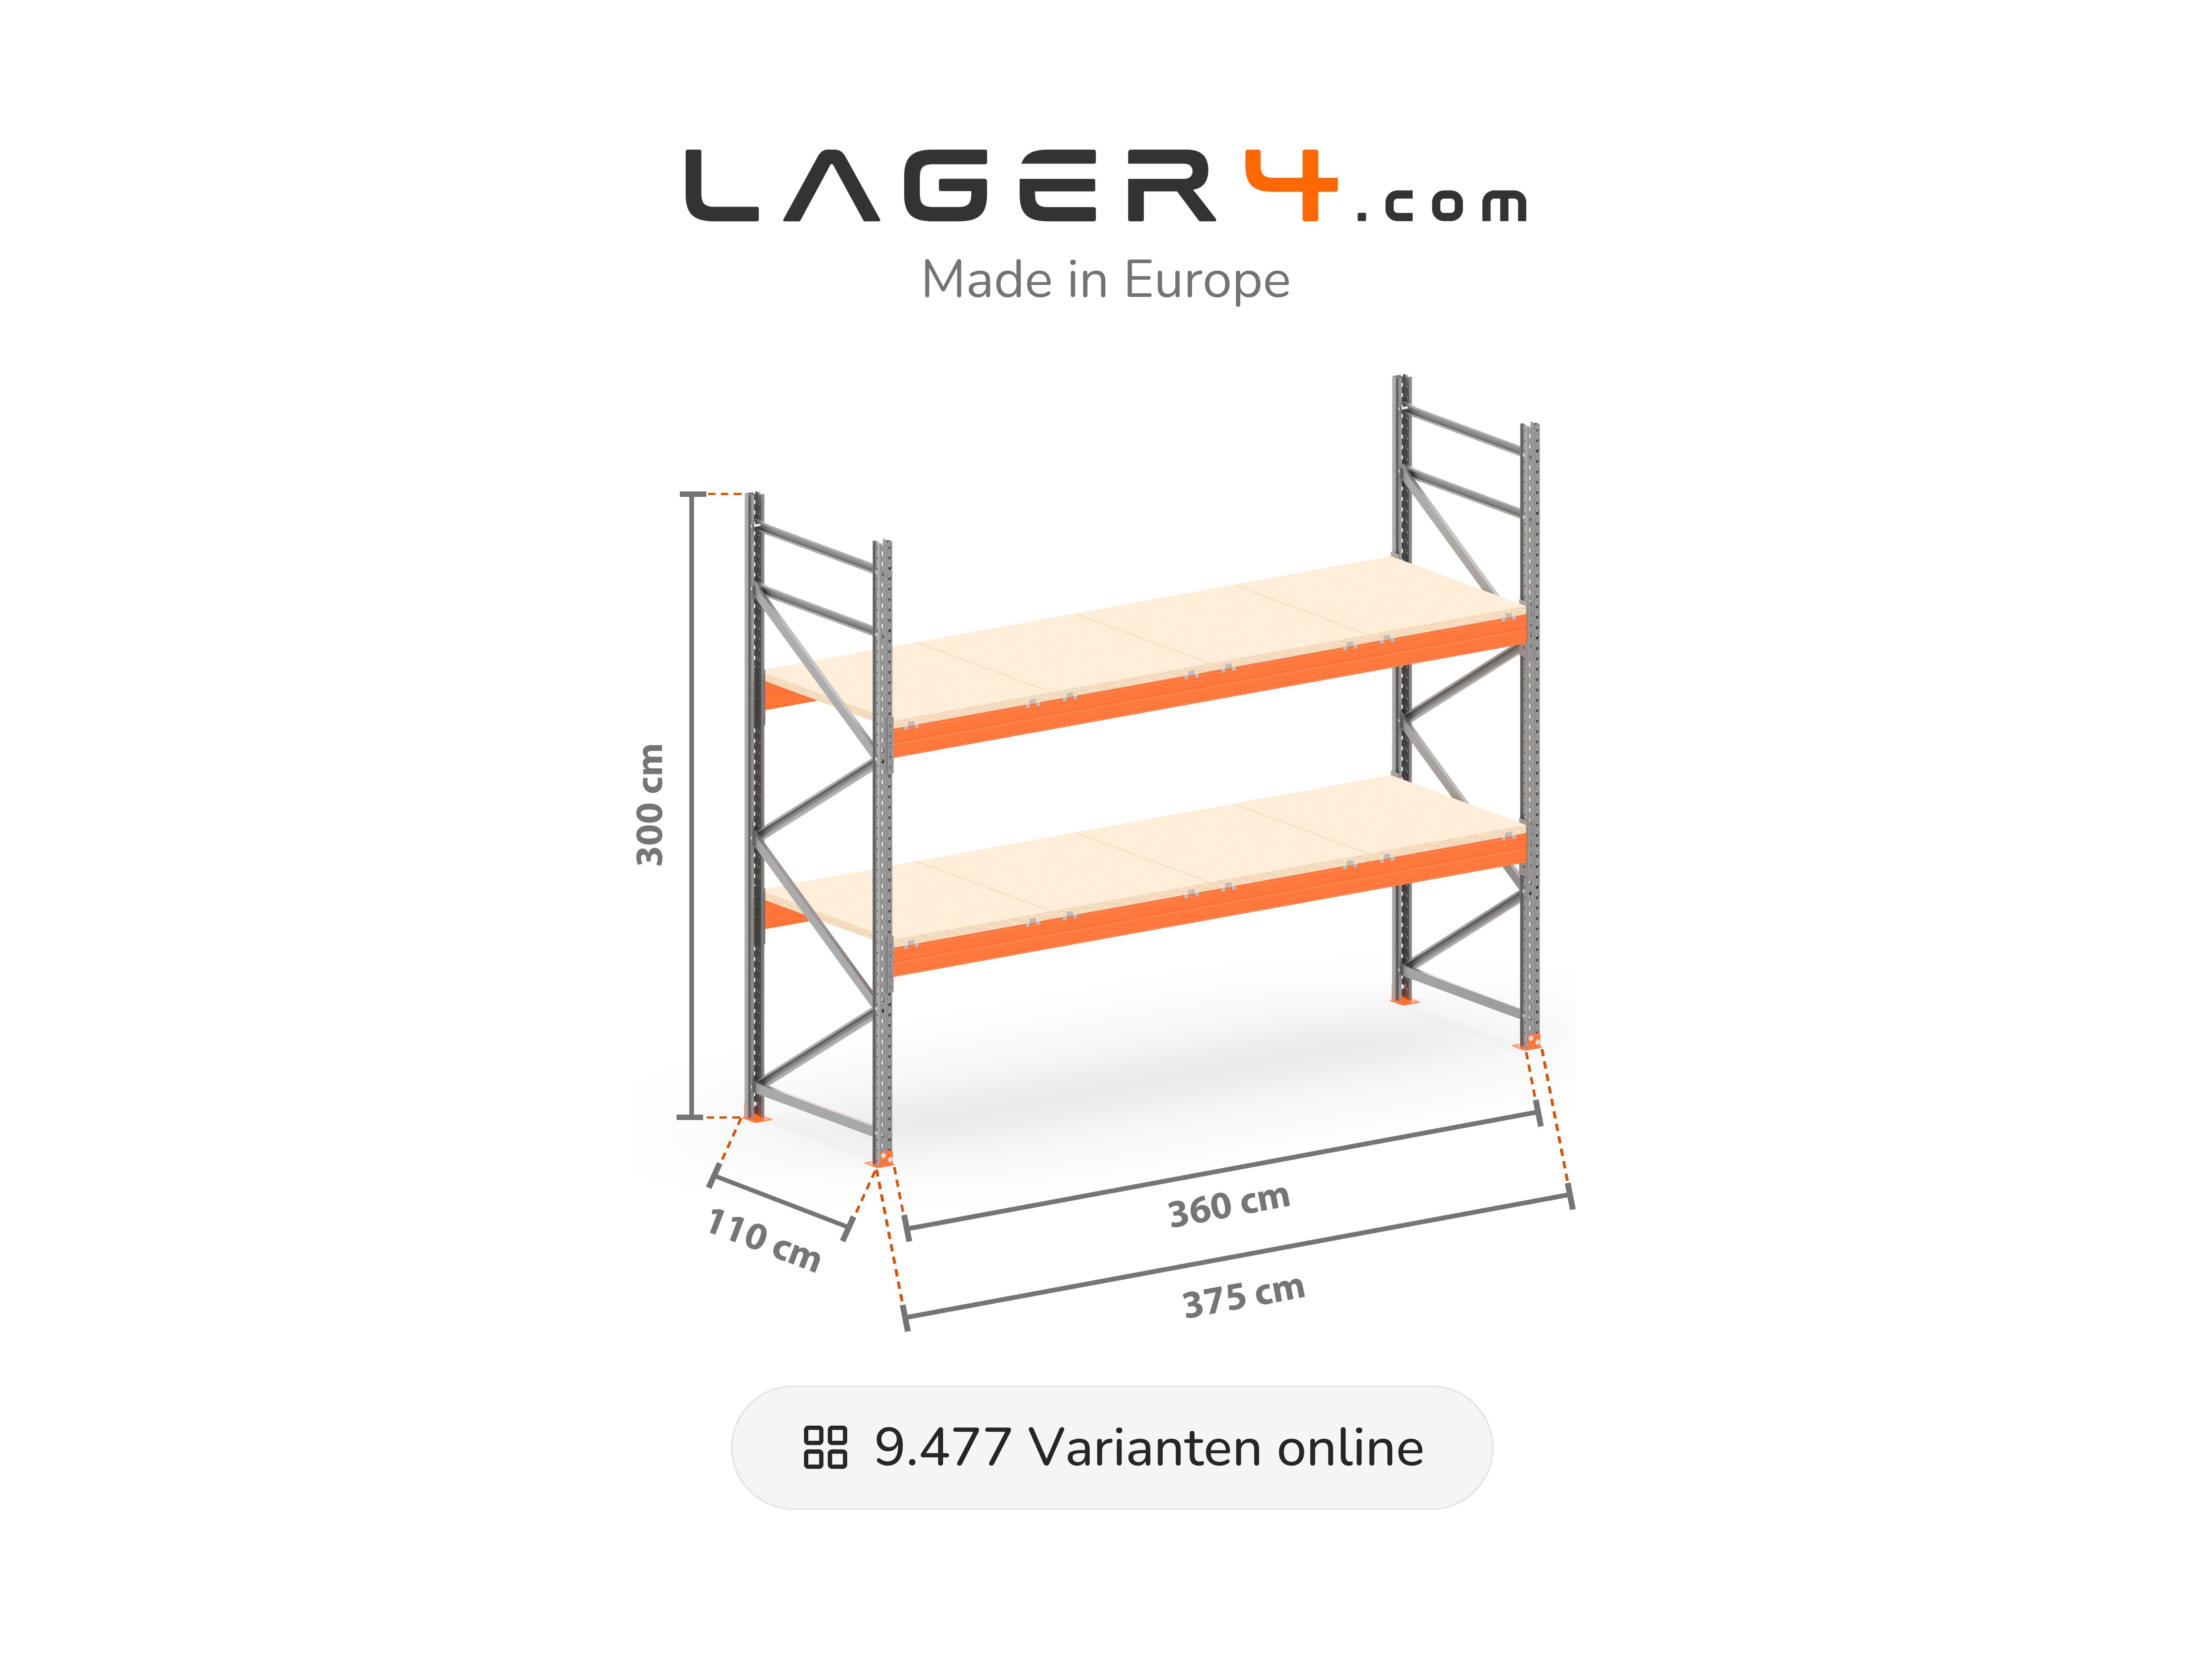 LAGER4.com
Made in Europe
300 cm
110 cm
360 cm
375 cm
9.477 Varianten online